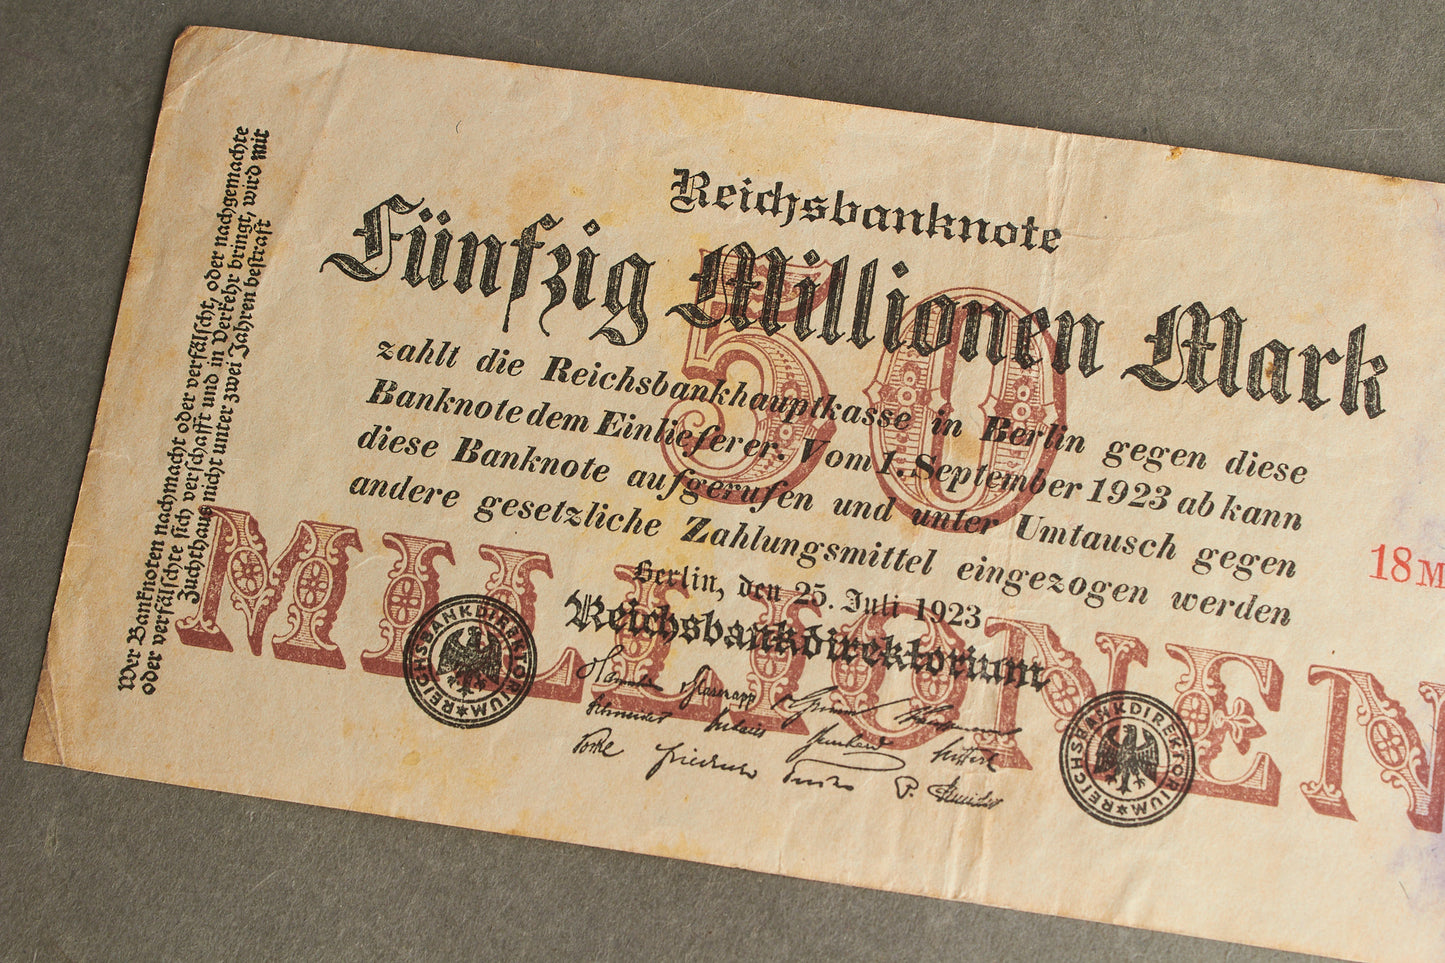 Reichsbanknote
Fünfzig Millionen Mark
50
zahlt die Reichsbankhauptkasse in Berlin gegen diese
Banknote dem Einlieferer. Vom 1. September 1923 ab kann
diese Banknote aufgerufen und unter Umtausch gegen
andere gesetzliche Zahlungsmittel eingezogen werden
Berlin, den 25. Juli 1923
Reichsbankdirektorium
MILLIONEN
REICHSBANKDIREKTORIUM
REICHSBANKDIREKTORIUM
18M
Wer Banknoten nachmacht oder verfälscht, oder nachgemachte
oder verfälschte sich verschafft und in Verkehr bringt, wird mit
Zuchthaus nicht unter zwei Jahren bestraft